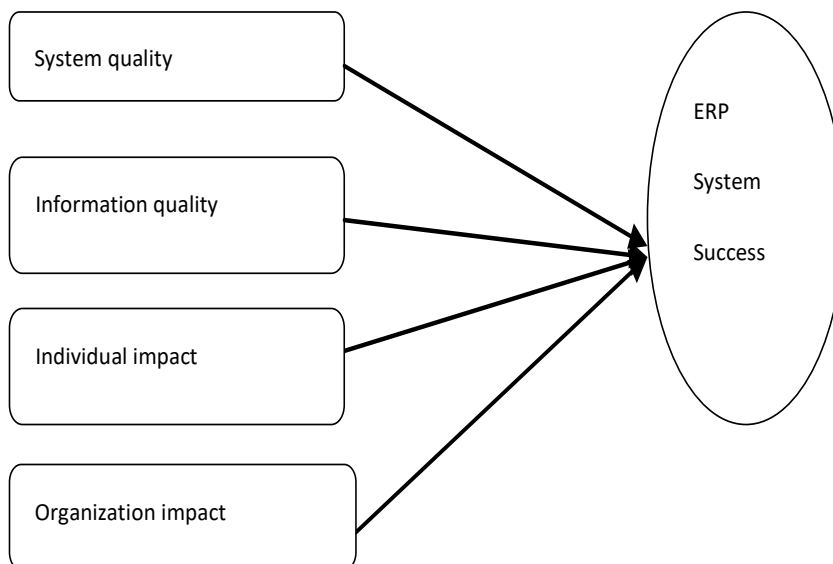 System quality
Information quality
Individual impact
Organization impact
ERP
System
Success